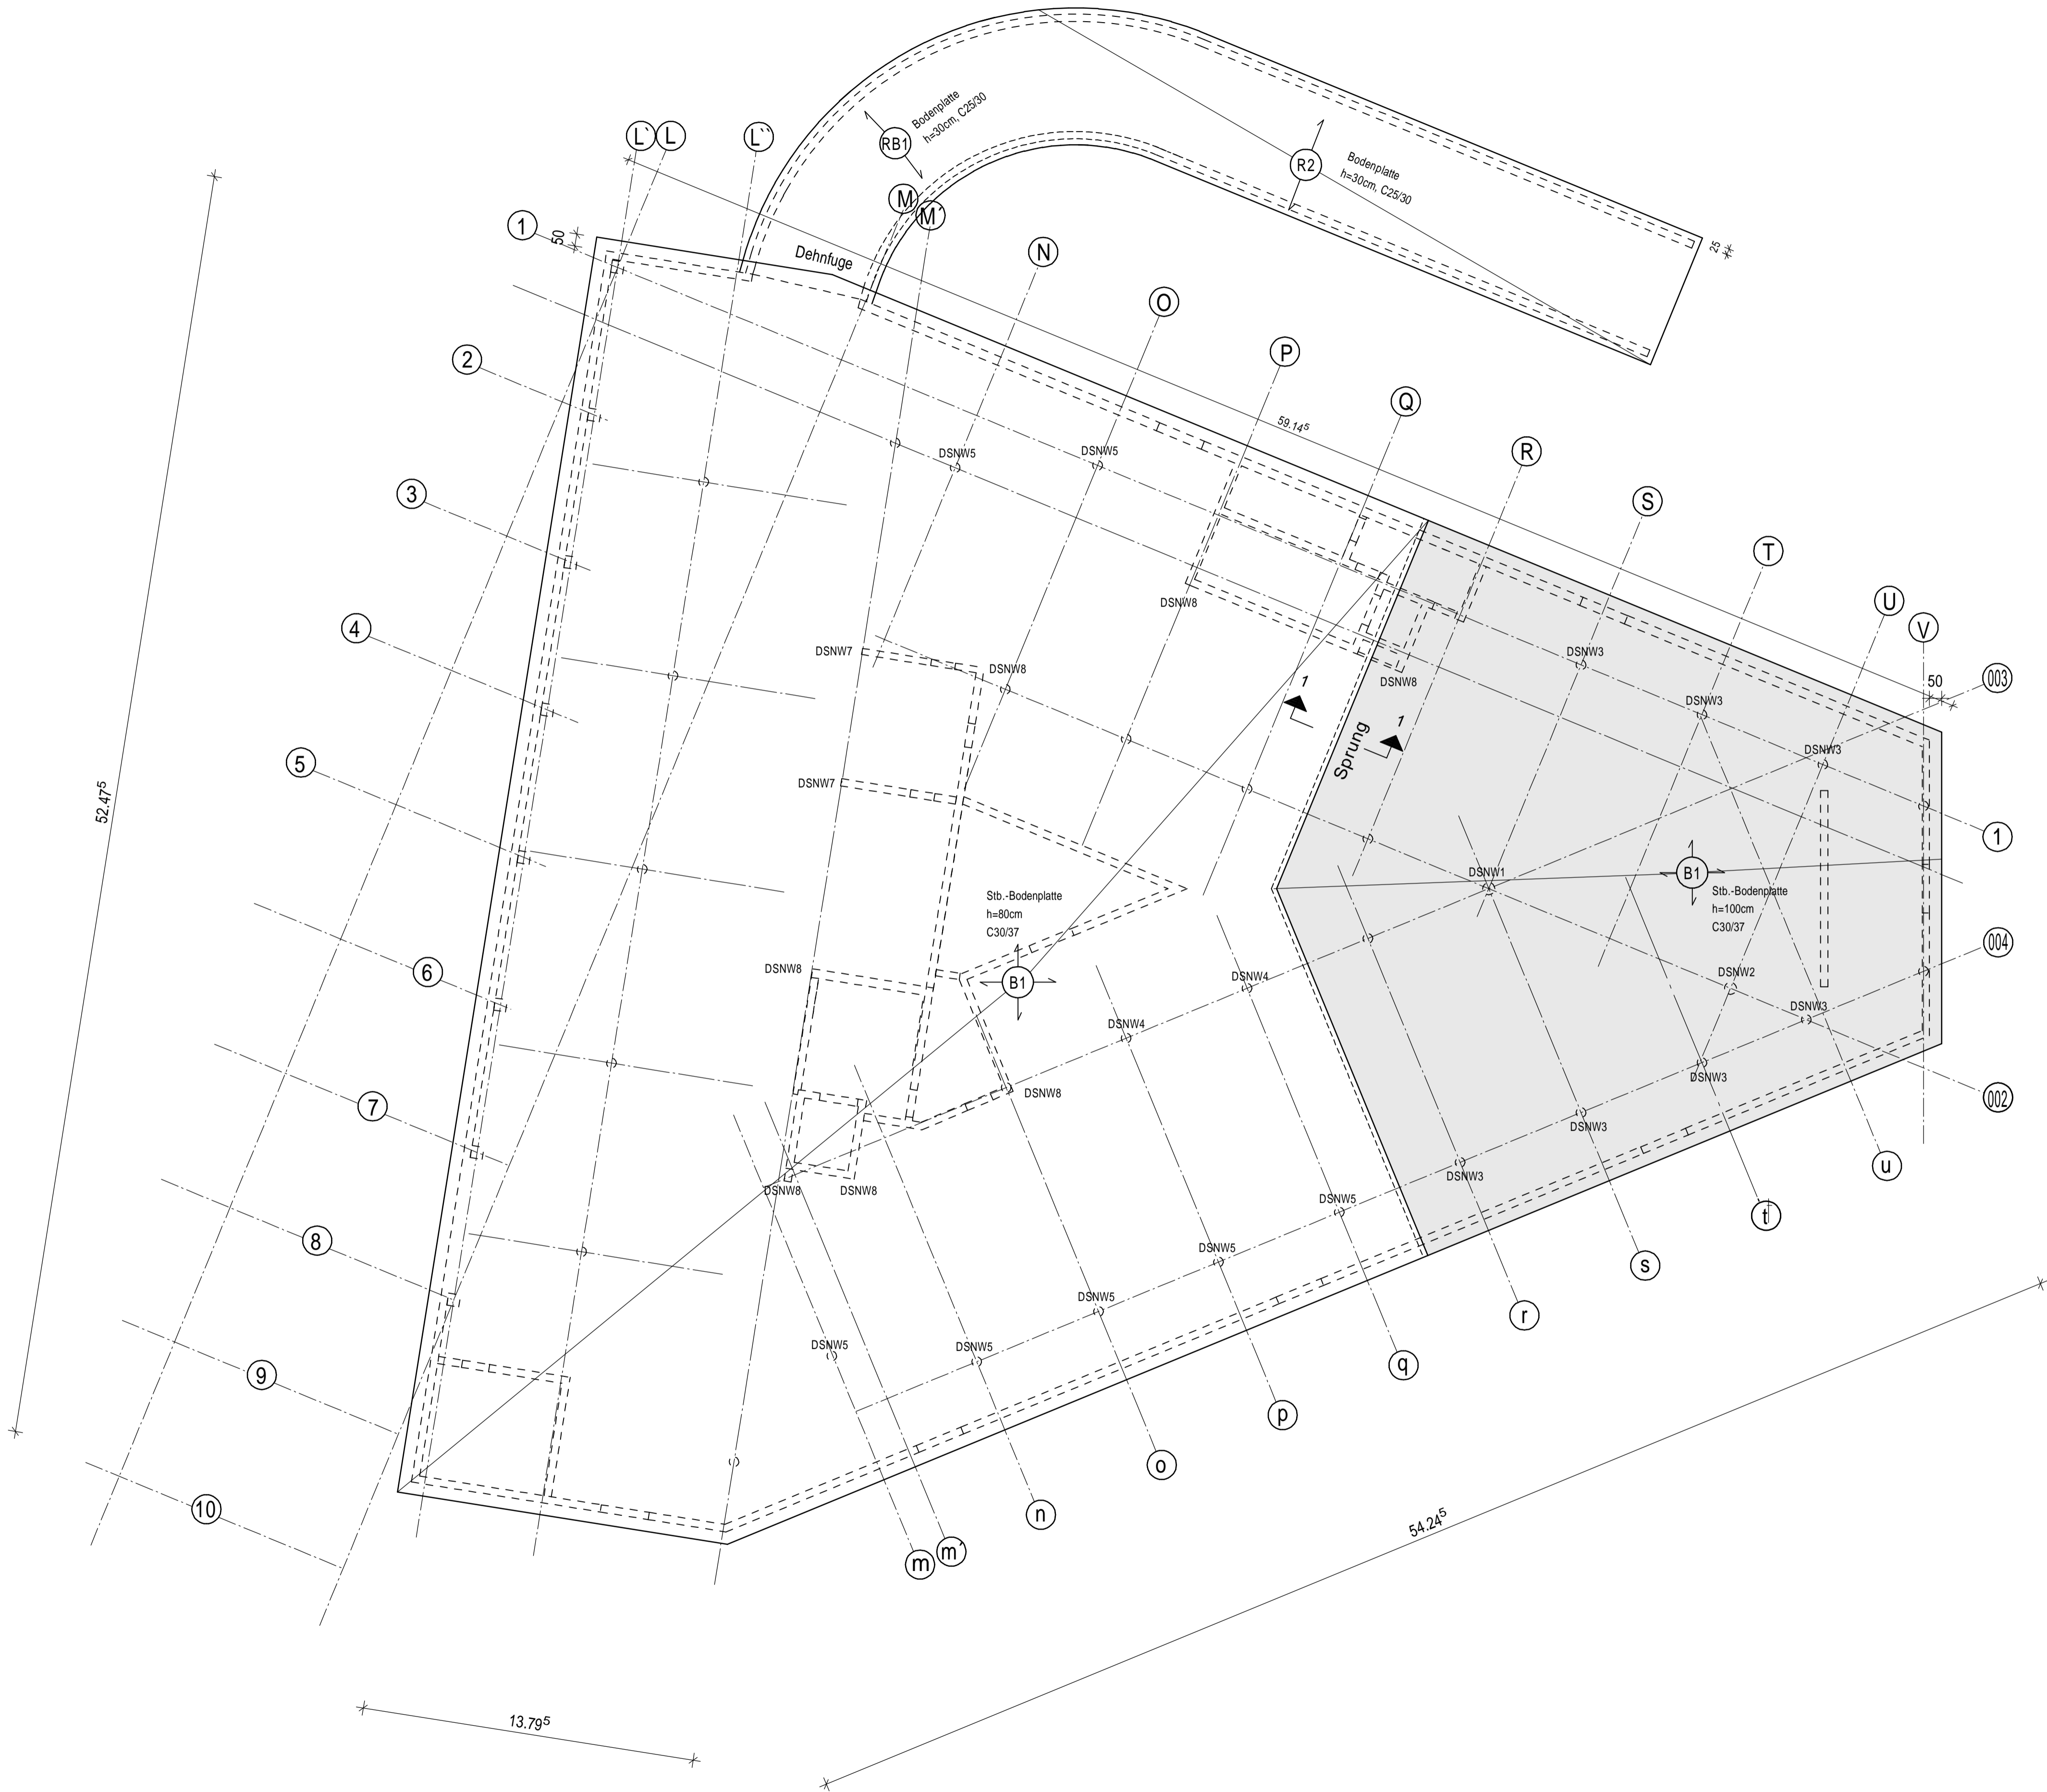 Bodenplatte
h=30cm, C25/30
RB1
R2
Bodenplatte
h=30cm, C25/30
L`
L
L``
M
M´
1
50
Dehnfuge
N
O
P
Q
R
S
T
U
V
25
2
3
4
5
6
7
8
9
10
59.14⁵
52.47⁵
DSNW5
DSNW5
DSNW8
DSNW7
DSNW8
DSNW3
DSNW8
1
1
Sprung
DSNW3
DSNW3
50
003
DSNW7
1
DSNW1
B1
Stb.-Bodenplatte
h=100cm
C30/37
Stb.-Bodenplatte
h=80cm
C30/37
B1
DSNW8
DSNW4
DSNW4
DSNW2
DSNW3
004
DSNW3
DSNW8
002
DSNW3
DSNW3
DSNW8
DSNW8
DSNW5
DSNW5
DSNW5
DSNW5
DSNW5
u
t
s
r
q
p
o
n
m´
m
54.24⁵
13.79⁵